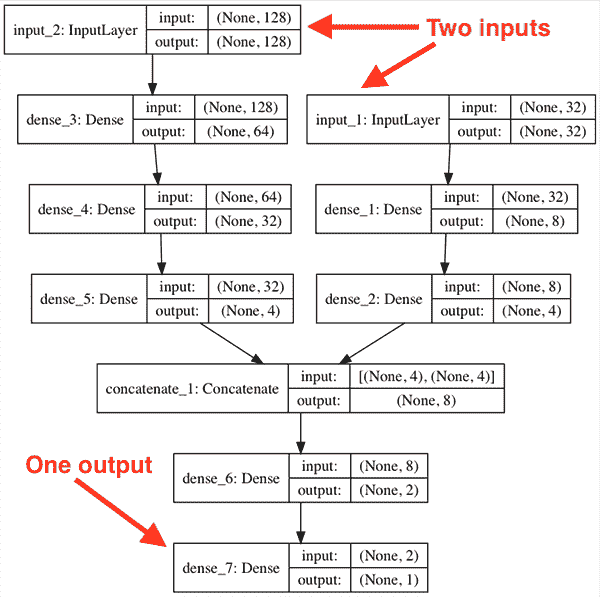 input_2: InputLayer
input: (None, 128)
output: (None, 128)
Two inputs
dense_3: Dense
input: (None, 128)
output: (None, 64)
input_1: InputLayer
input: (None, 32)
output: (None, 32)
dense_4: Dense
input: (None, 64)
output: (None, 32)
dense_1: Dense
input: (None, 32)
output: (None, 8)
dense_5: Dense
input: (None, 32)
output: (None, 4)
dense_2: Dense
input: (None, 8)
output: (None, 4)
concatenate_1: Concatenate
input: [(None, 4), (None, 4)]
output: (None, 8)
One output
dense_6: Dense
input: (None, 8)
output: (None, 2)
dense_7: Dense
input: (None, 2)
output: (None, 1)